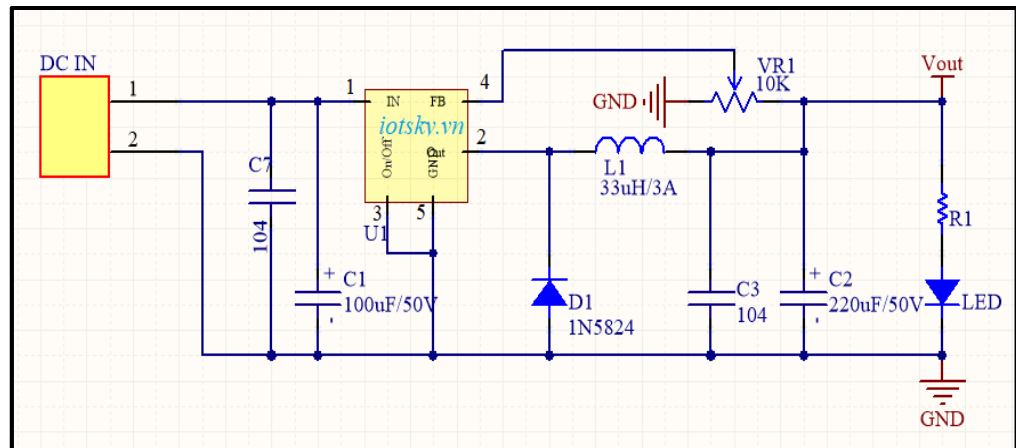 DC IN
1
2
C7
104
+ C1
100uF/50V
-
1
4
IN FB
iotsky.vn
On/Off
GND
Out
2
3
5
U1
GND
VR1
10K
L1
33uH/3A
D1
1N5824
C3
104
+ C2
220uF/50V
-
Vout
R1
LED
GND